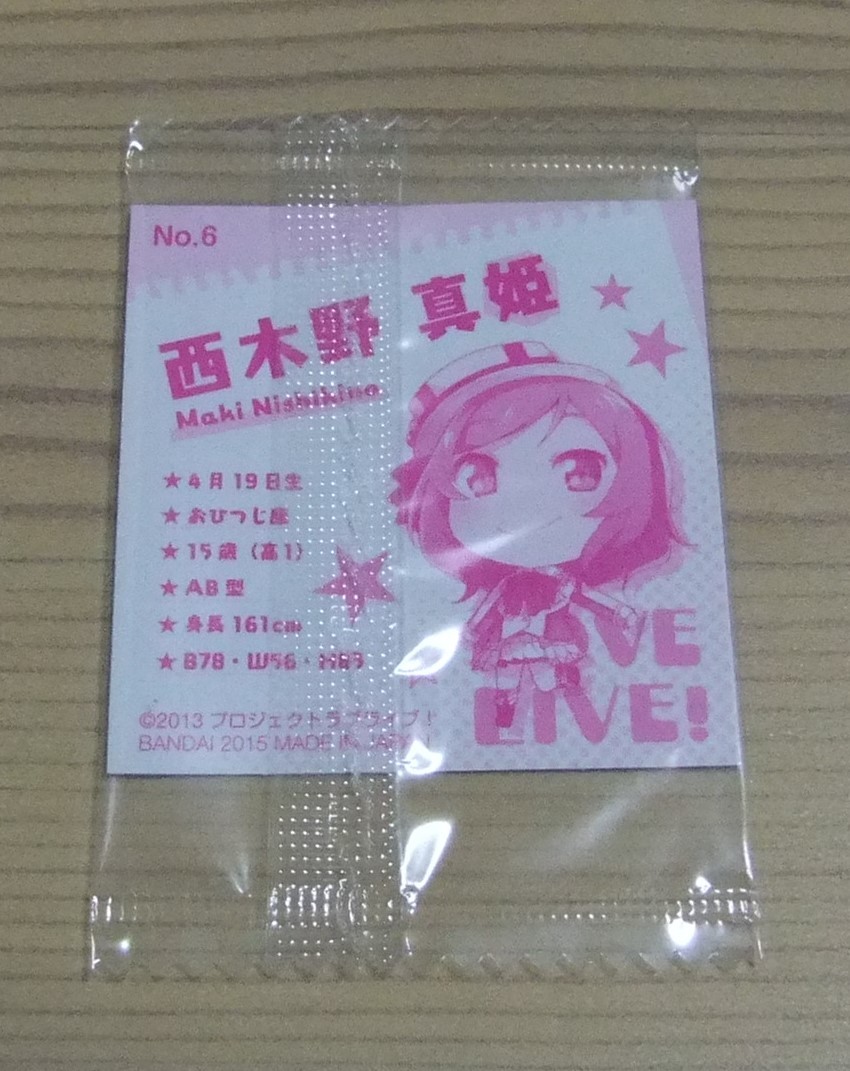 No.6
西木野 真姫
Maki Nishikino
★4月19日生
★おひつじ座
★15歳（高1）
★AB型
★身長161cm
★B78・W56・H83
©2013 プロジェクトラブライブ！
BANDAI 2015 MADE IN JAPAN
LOVE
LIVE!